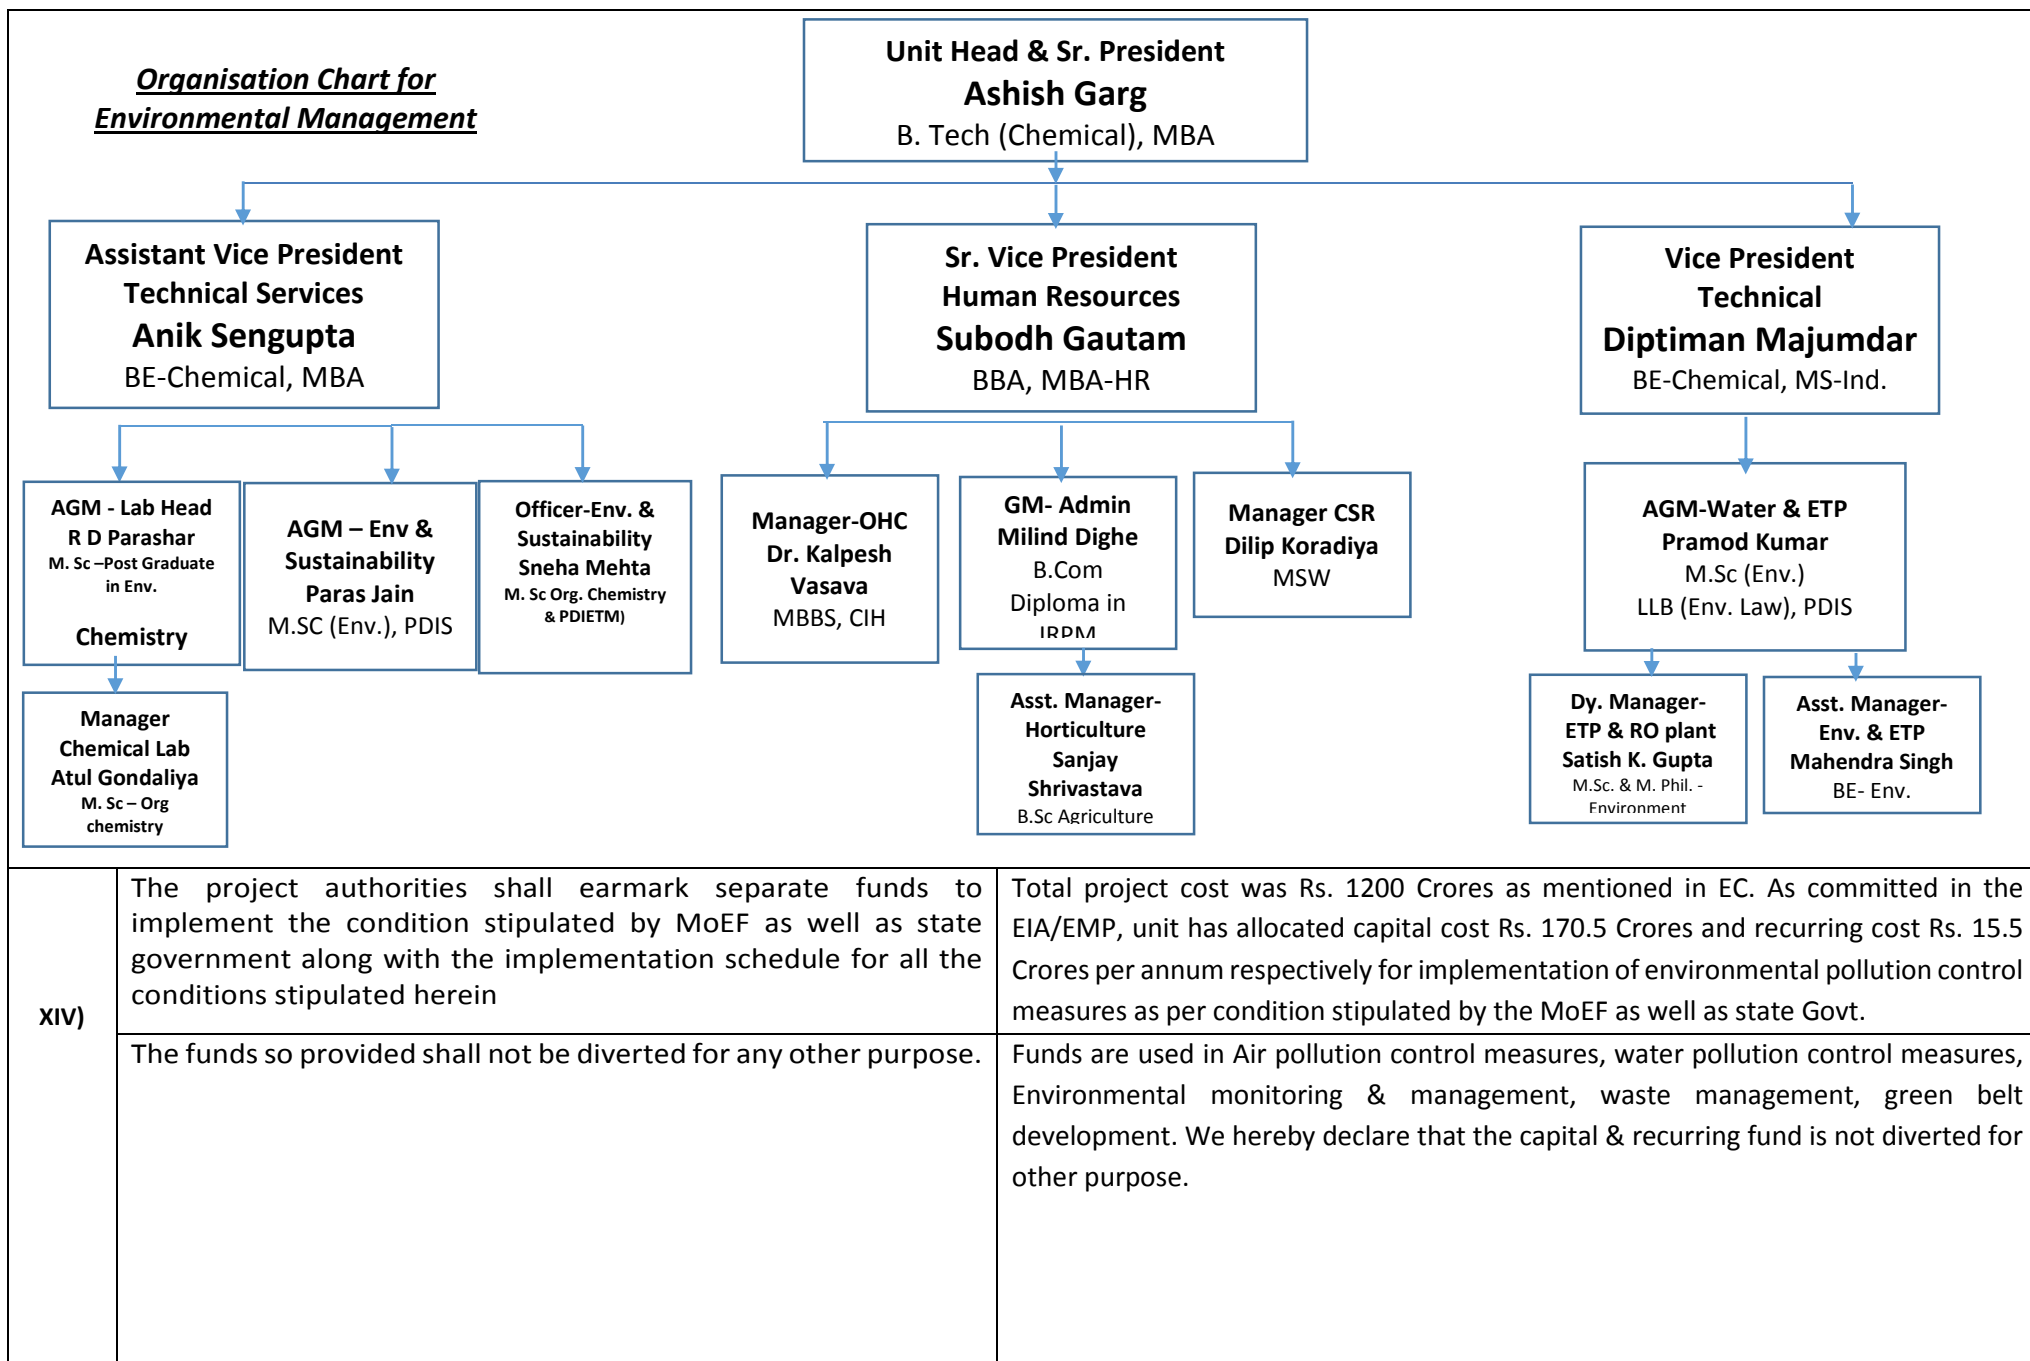 Organisation Chart for
Environmental Management
Unit Head & Sr. President
Ashish Garg
B. Tech (Chemical), MBA
Assistant Vice President
Technical Services
Anik Sengupta
BE-Chemical, MBA
Sr. Vice President
Human Resources
Subodh Gautam
BBA, MBA-HR
Vice President
Technical
Diptiman Majumdar
BE-Chemical, MS-Ind.
AGM - Lab Head
R D Parashar
M. Sc –Post Graduate
in Env.
Chemistry
AGM – Env &
Sustainability
Paras Jain
M.SC (Env.), PDIS
Officer-Env. &
Sustainability
Sneha Mehta
M. Sc Org. Chemistry
& PDIETM)
Manager-OHC
Dr. Kalpesh
Vasava
MBBS, CIH
GM- Admin
Milind Dighe
B.Com
Diploma in
IRPM
Manager CSR
Dilip Koradiya
MSW
AGM-Water & ETP
Pramod Kumar
M.Sc (Env.)
LLB (Env. Law), PDIS
Manager
Chemical Lab
Atul Gondaliya
M. Sc – Org
chemistry
Asst. Manager-
Horticulture
Sanjay
Shrivastava
B.Sc Agriculture
Dy. Manager-
ETP & RO plant
Satish K. Gupta
M.Sc. & M. Phil. -
Environment
Asst. Manager-
Env. & ETP
Mahendra Singh
BE- Env.
XIV)
The project authorities shall earmark separate funds to
implement the condition stipulated by MoEF as well as state
government along with the implementation schedule for all the
conditions stipulated herein
Total project cost was Rs. 1200 Crores as mentioned in EC. As committed in the
EIA/EMP, unit has allocated capital cost Rs. 170.5 Crores and recurring cost Rs. 15.5
Crores per annum respectively for implementation of environmental pollution control
measures as per condition stipulated by the MoEF as well as state Govt.
The funds so provided shall not be diverted for any other purpose.
Funds are used in Air pollution control measures, water pollution control measures,
Environmental monitoring & management, waste management, green belt
development. We hereby declare that the capital & recurring fund is not diverted for
other purpose.